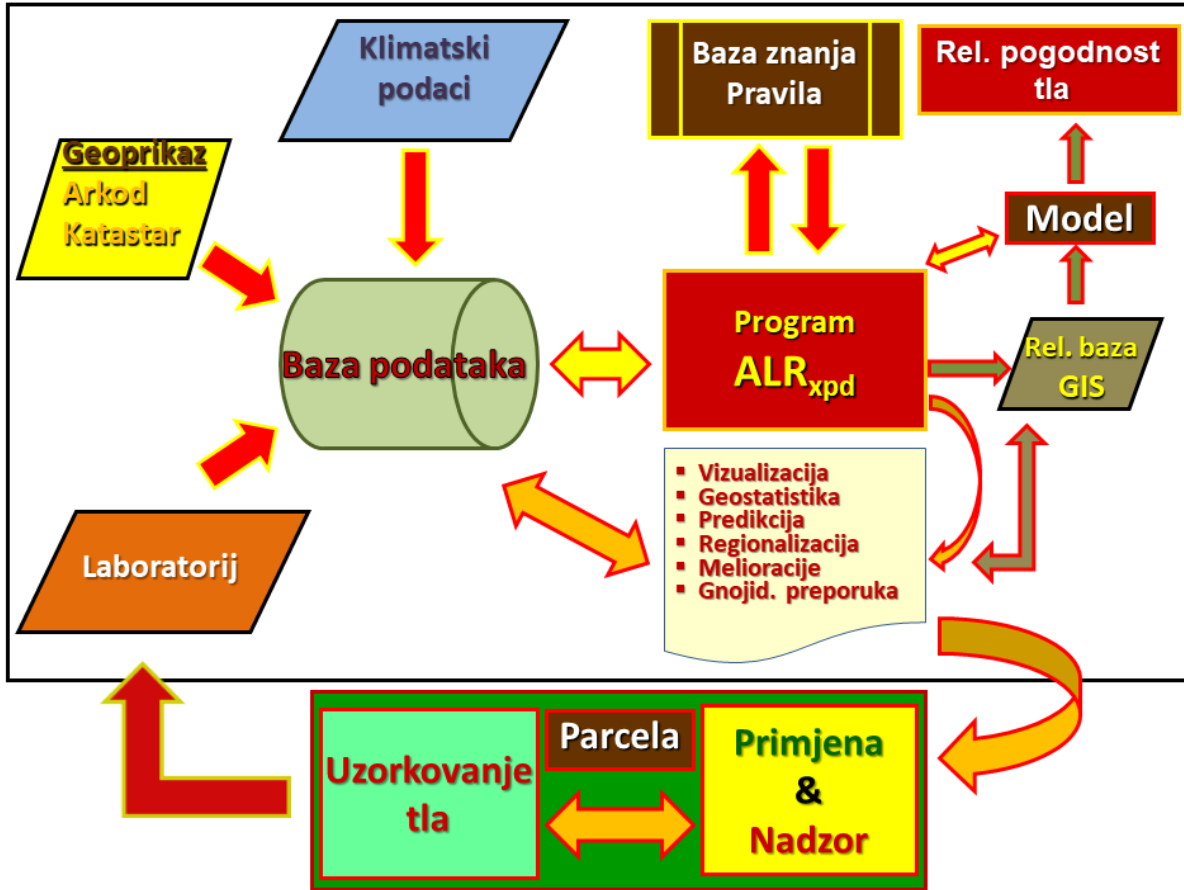 Klimatski
podaci
Baza znanja
Pravila
Rel. pogodnost
tla
Geoprikaz
Arkod
Katastar
Model
Baza podataka
Program
ALRxpd
Rel. baza
GIS
▪ Vizualizacija
▪ Geostatistika
▪ Predikcija
▪ Regionalizacija
▪ Melioracije
▪ Gnojid. preporuka
Laboratorij
Uzorkovanje
tla
Parcela
Primjena
&
Nadzor